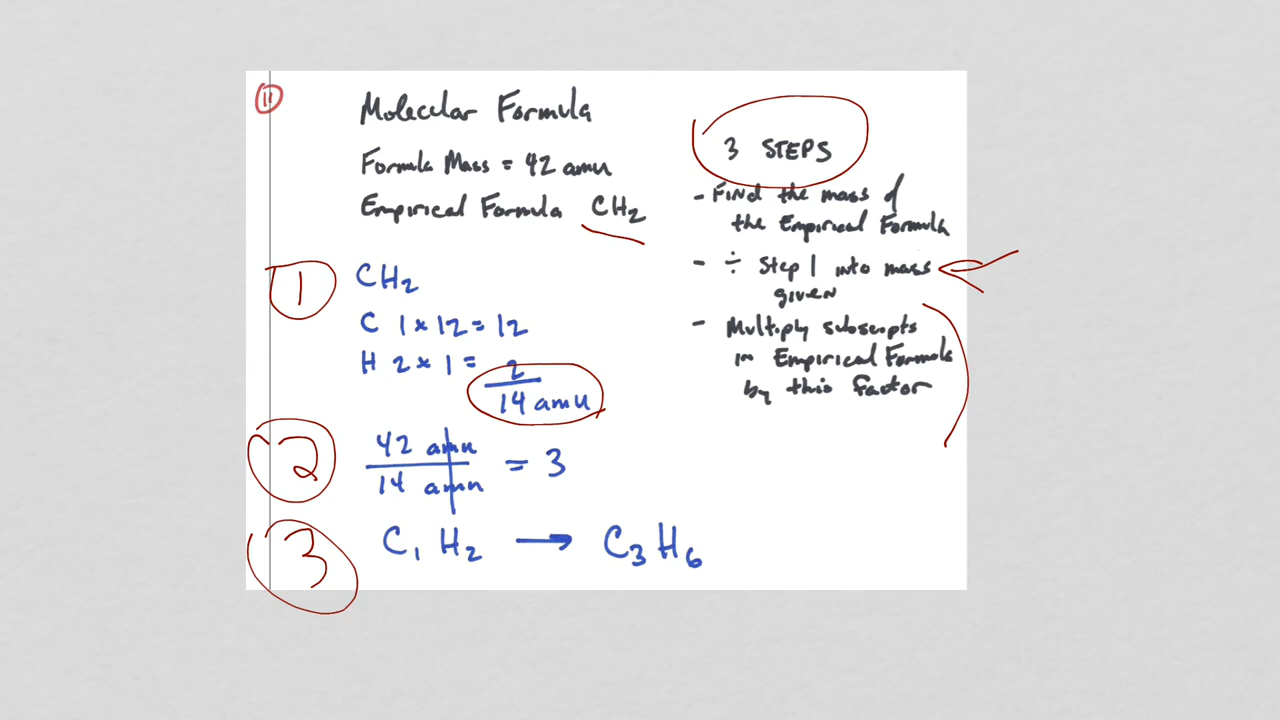 11
Molecular Formula
Formula Mass = 42 amu
Empirical Formula CH₂
3 STEPS
- Find the mass of
the Empirical Formula
- ÷ Step 1 into mass
given
- Multiply subscripts
in Empirical Formula
by this factor
1
CH₂
C 1 × 12 = 12
H 2 × 1 = 2
14 amu
2
42 amu
14 amu
= 3
3
C₁ H₂ → C₃ H₆